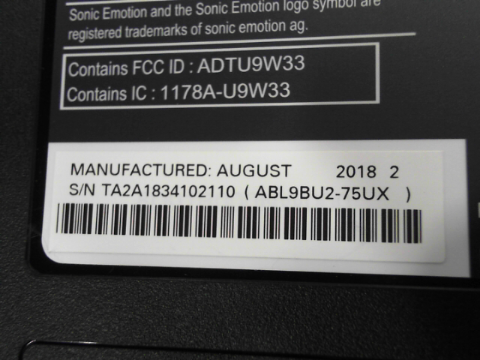 Sonic Emotion and the Sonic Emotion logo symbol are
registered trademarks of sonic emotion ag.
Contains FCC ID : ADTU9W33
Contains IC : 1178A-U9W33
MANUFACTURED: AUGUST 2018 2
S/N TA2A1834102110 ( ABL9BU2-75UX )